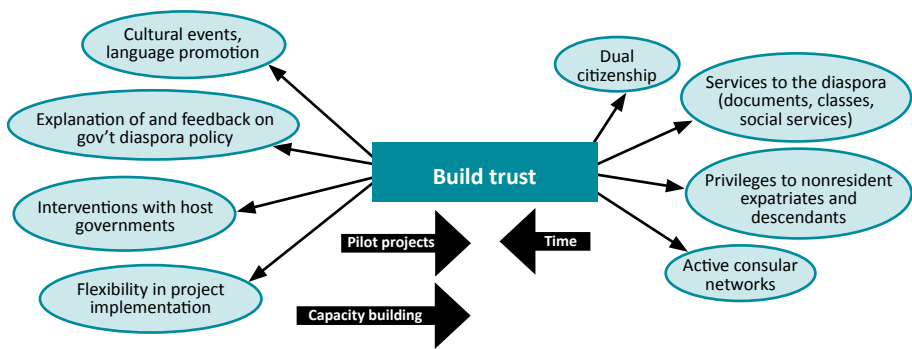 Cultural events,
language promotion
Explanation of and feedback on
gov’t diaspora policy
Interventions with host
governments
Flexibility in project
implementation
Build trust
Pilot projects
Time
Capacity building
Dual
citizenship
Services to the diaspora
(documents, classes,
social services)
Privileges to nonresident
expatriates and
descendants
Active consular
networks